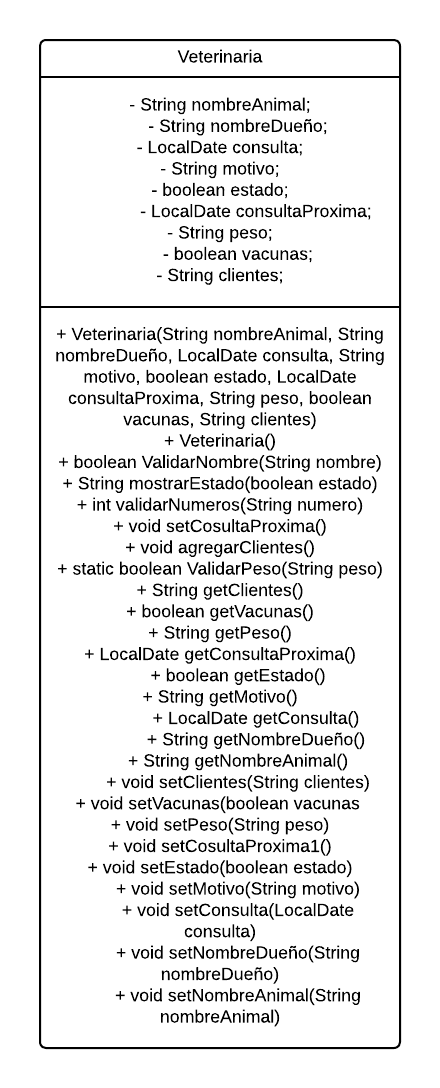 Veterinaria
- String nombreAnimal;
- String nombreDueño;
- LocalDate consulta;
- String motivo;
- boolean estado;
- LocalDate consultaProxima;
- String peso;
- boolean vacunas;
- String clientes;
+ Veterinaria(String nombreAnimal, String
nombreDueño, LocalDate consulta, String
motivo, boolean estado, LocalDate
consultaProxima, String peso, boolean
vacunas, String clientes)
+ Veterinaria()
+ boolean ValidarNombre(String nombre)
+ String mostrarEstado(boolean estado)
+ int validarNumeros(String numero)
+ void setCosultaProxima()
+ void agregarClientes()
+ static boolean ValidarPeso(String peso)
+ String getClientes()
+ boolean getVacunas()
+ String getPeso()
+ LocalDate getConsultaProxima()
+ boolean getEstado()
+ String getMotivo()
+ LocalDate getConsulta()
+ String getNombreDueño()
+ String getNombreAnimal()
+ void setClientes(String clientes)
+ void setVacunas(boolean vacunas
+ void setPeso(String peso)
+ void setCosultaProxima1()
+ void setEstado(boolean estado)
+ void setMotivo(String motivo)
+ void setConsulta(LocalDate
consulta)
+ void setNombreDueño(String
nombreDueño)
+ void setNombreAnimal(String
nombreAnimal)